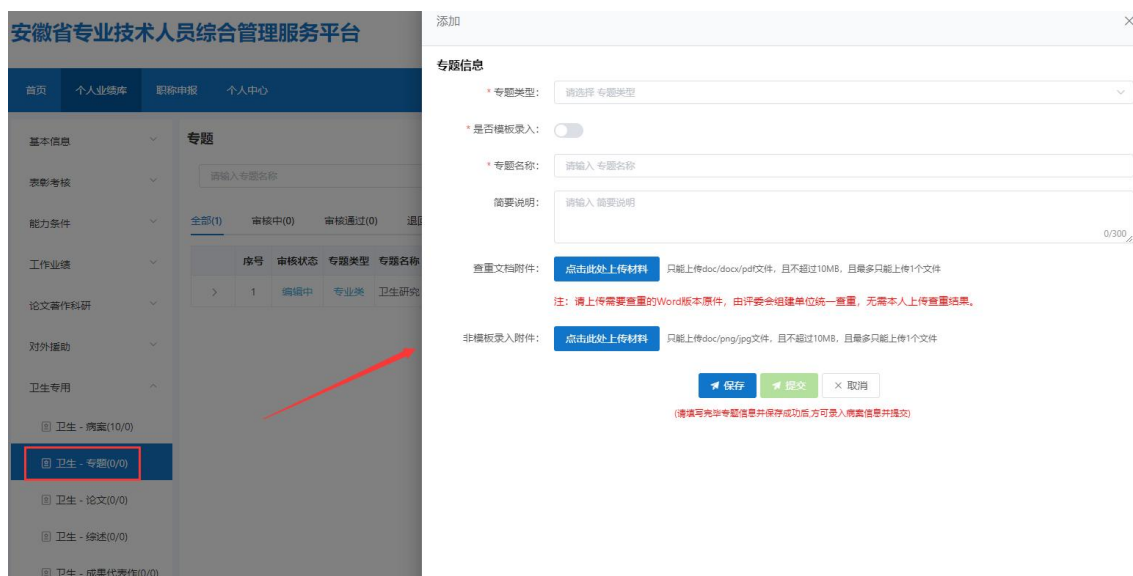 安徽省专业技术人员综合管理服务平台
首页 个人业绩库 职称申报 个人中心
基本信息
表彰考核
能力条件
工作业绩
论文著作科研
对外援助
卫生专用
卫生 - 病案(10/0)
卫生 - 专题(0/0)
卫生 - 论文(0/0)
卫生 - 综述(0/0)
卫生 - 成果代表作(0/0)
专题
请输入专题名称
全部(1) 审核中(0) 审核通过(0) 退回
序号 审核状态 专题类型 专题名称
1 编辑中 专业类 卫生研究
添加
专题信息
* 专题类型： 请选择 专题类型
* 是否模板录入：
* 专题名称： 请输入 专题名称
简要说明： 请输入 简要说明
0/300
查重文档附件： 点击此处上传材料 只能上传doc/docx/pdf文件，且不超过10MB，且最多只能上传1个文件
注：请上传需要查重的Word版本原件，由评委会组建单位统一查重，无需本人上传查重结果。
非模板录入附件： 点击此处上传材料 只能上传doc/png/jpg文件，且不超过10MB，且最多只能上传1个文件
保存 提交 × 取消
(请填写完毕专题信息并保存成功后,方可录入病案信息并提交)